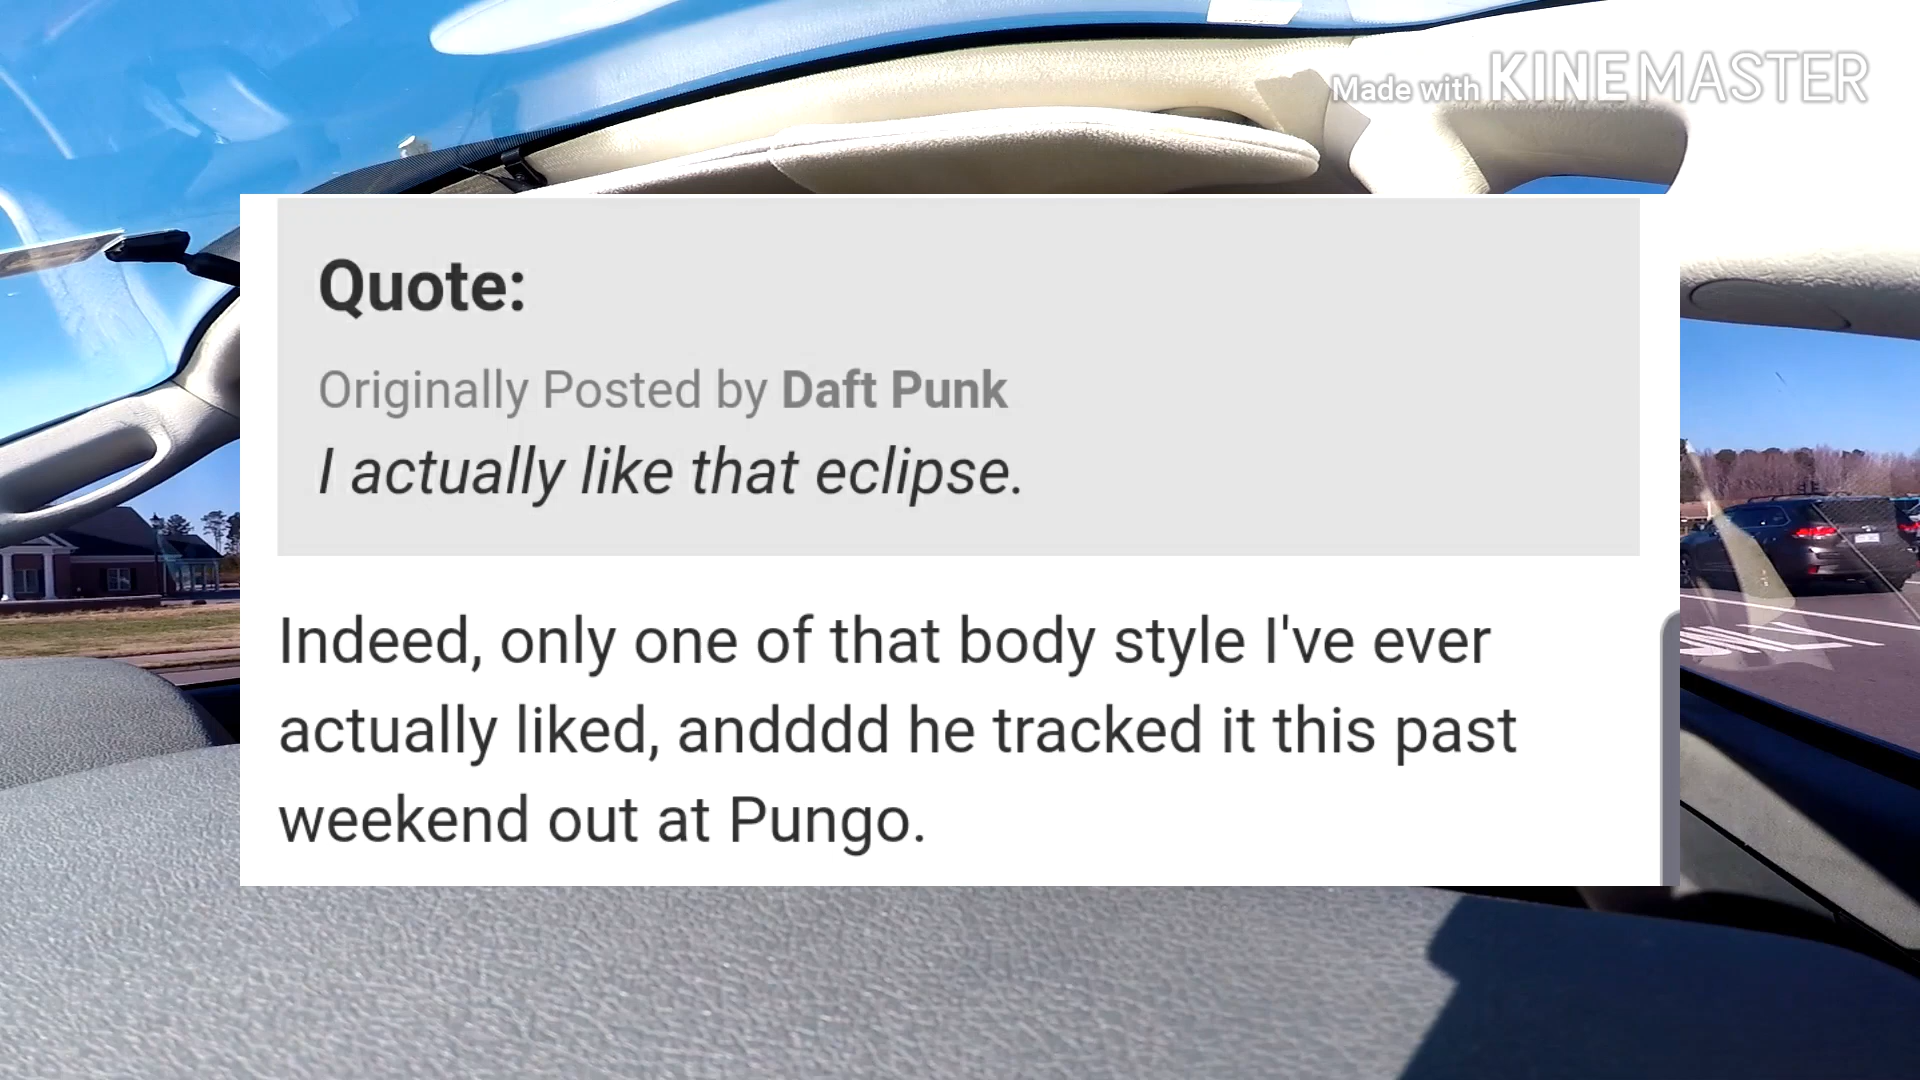 Made with KINEMASTER
Quote:
Originally Posted by Daft Punk
I actually like that eclipse.
Indeed, only one of that body style I've ever
actually liked, andddd he tracked it this past
weekend out at Pungo.